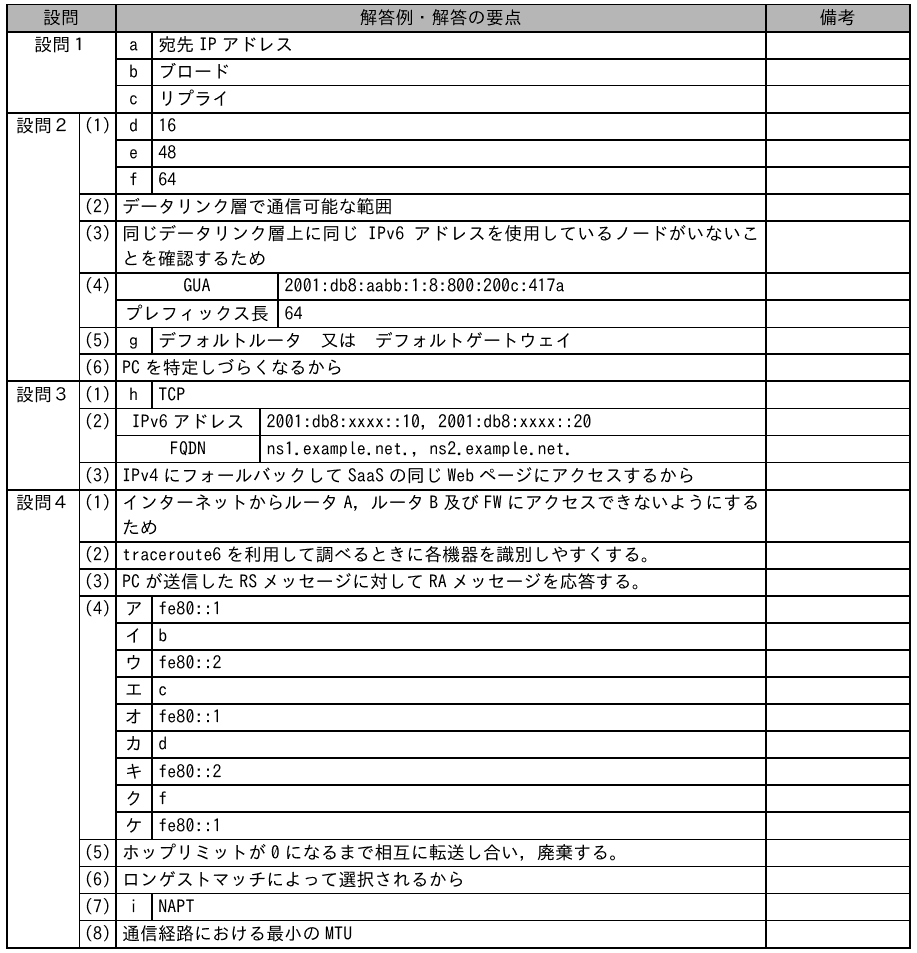 設問 解答例・解答の要点 備考
設問1 a 宛先 IP アドレス
b ブロード
c リプライ
設問2 (1) d 16
e 48
f 64
(2) データリンク層で通信可能な範囲
(3) 同じデータリンク層上に同じ IPv6 アドレスを使用しているノードがいないこ
とを確認するため
(4) GUA 2001:db8:aabb:1:8:800:200c:417a
プレフィックス長 64
(5) g デフォルトルータ 又は デフォルトゲートウェイ
(6) PC を特定しづらくなるから
設問3 (1) h TCP
(2) IPv6 アドレス 2001:db8:xxxx::10, 2001:db8:xxxx::20
FQDN ns1.example.net., ns2.example.net.
(3) IPv4 にフォールバックして SaaS の同じ Web ページにアクセスするから
設問4 (1) インターネットからルータ A，ルータ B 及び FW にアクセスできないようにする
ため
(2) traceroute6 を利用して調べるときに各機器を識別しやすくする。
(3) PC が送信した RS メッセージに対して RA メッセージを応答する。
(4) ア fe80::1
イ b
ウ fe80::2
エ c
オ fe80::1
カ d
キ fe80::2
ク f
ケ fe80::1
(5) ホップリミットが 0 になるまで相互に転送し合い，廃棄する。
(6) ロンゲストマッチによって選択されるから
(7) i NAPT
(8) 通信経路における最小の MTU